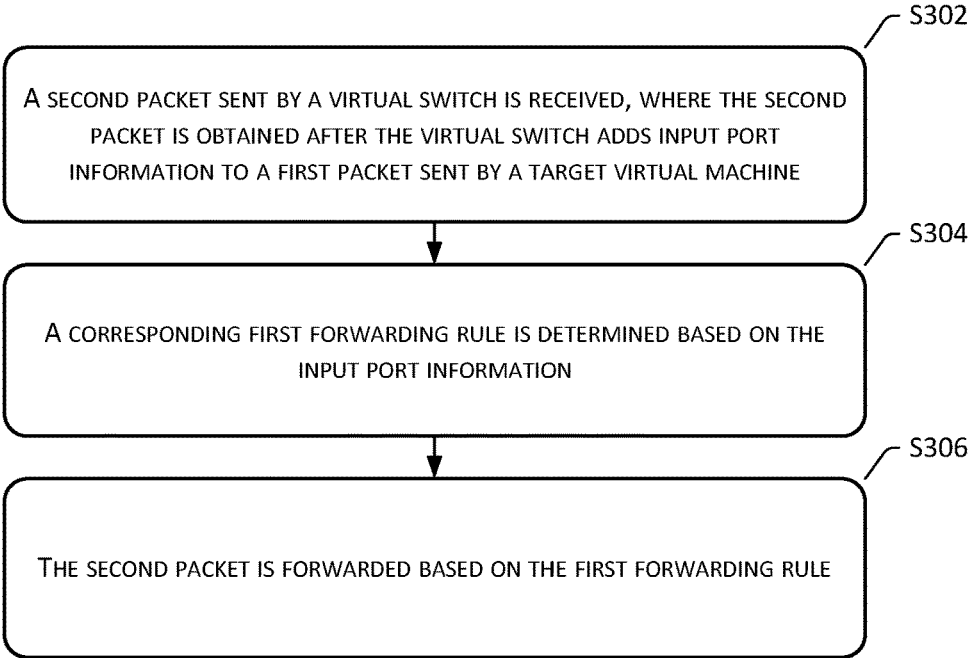 S302
A SECOND PACKET SENT BY A VIRTUAL SWITCH IS RECEIVED, WHERE THE SECOND
PACKET IS OBTAINED AFTER THE VIRTUAL SWITCH ADDS INPUT PORT
INFORMATION TO A FIRST PACKET SENT BY A TARGET VIRTUAL MACHINE
S304
A CORRESPONDING FIRST FORWARDING RULE IS DETERMINED BASED ON THE
INPUT PORT INFORMATION
S306
THE SECOND PACKET IS FORWARDED BASED ON THE FIRST FORWARDING RULE